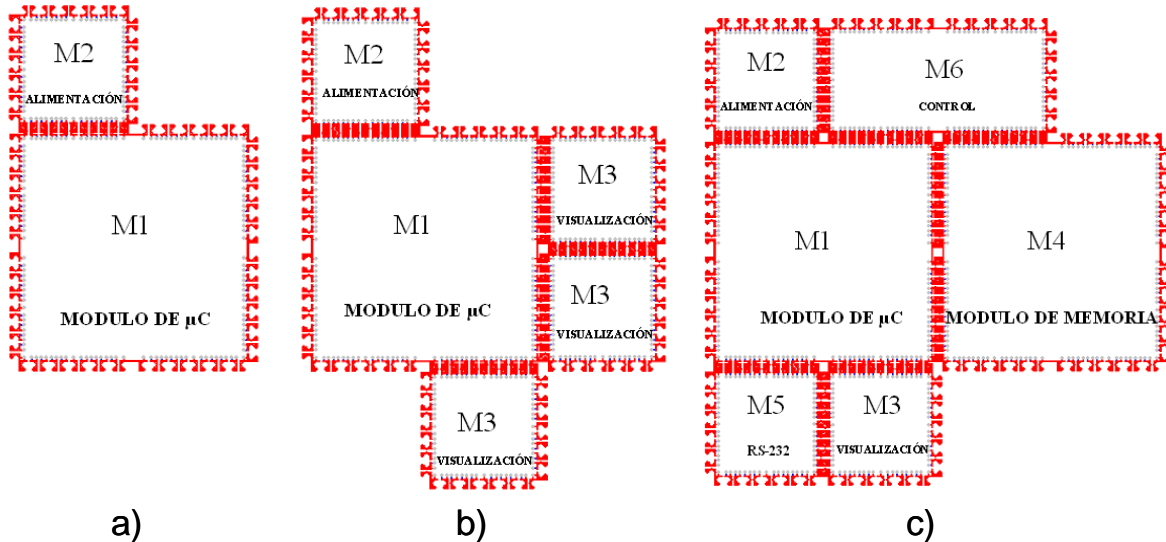 M2
ALIMENTACIÓN
M1
MODULO DE µC
a)
M2
ALIMENTACIÓN
M1
MODULO DE µC
M3
VISUALIZACIÓN
M3
VISUALIZACIÓN
M3
VISUALIZACIÓN
b)
M2
ALIMENTACIÓN
M6
CONTROL
M1
MODULO DE µC
M4
MODULO DE MEMORIA
M5
RS-232
M3
VISUALIZACIÓN
c)